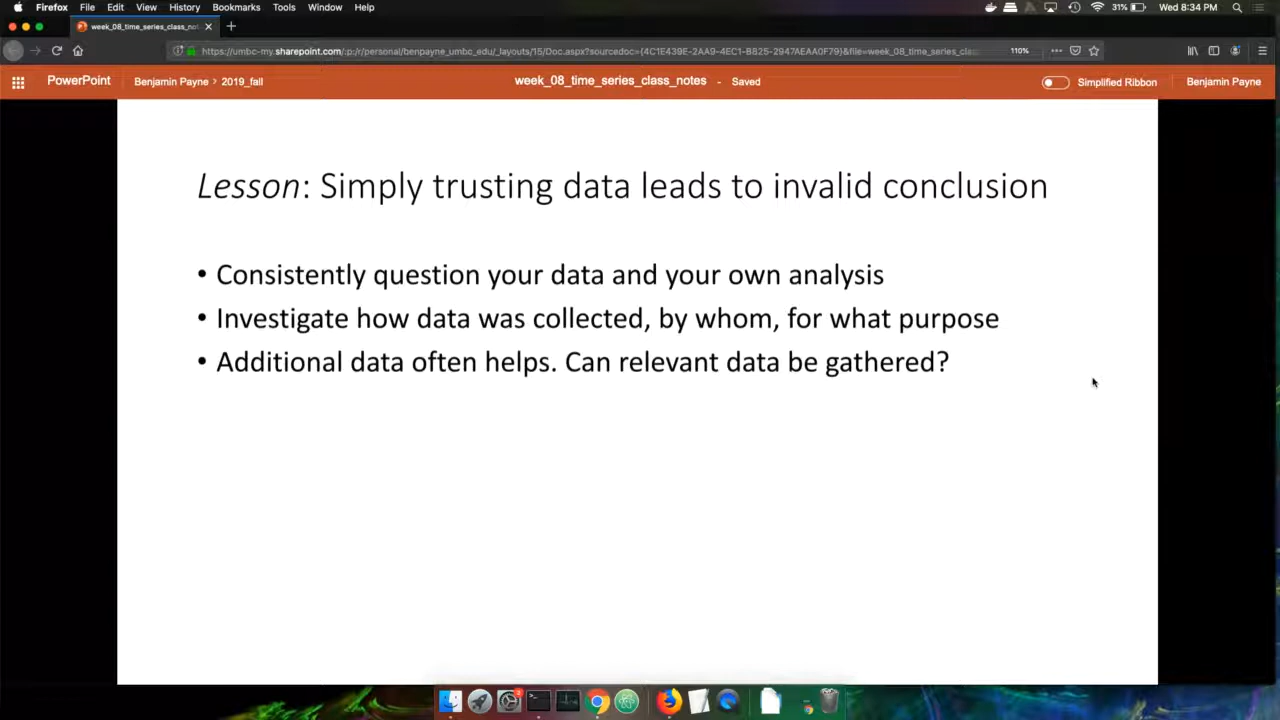 Firefox File Edit View History Bookmarks Tools Window Help 31% Wed 8:34 PM
week_08_time_series_class_not
https://umbc-my.sharepoint.com/:p:/r/personal/benpayne_umbc_edu/_layouts/15/Doc.aspx?sourcedoc={4C1E439E-2AA9-4EC1-B825-2947AEAA0F79}&file=week_08_time_series_clas 110%
PowerPoint Benjamin Payne > 2019_fall week_08_time_series_class_notes - Saved Simplified Ribbon Benjamin Payne
Lesson: Simply trusting data leads to invalid conclusion
• Consistently question your data and your own analysis
• Investigate how data was collected, by whom, for what purpose
• Additional data often helps. Can relevant data be gathered?